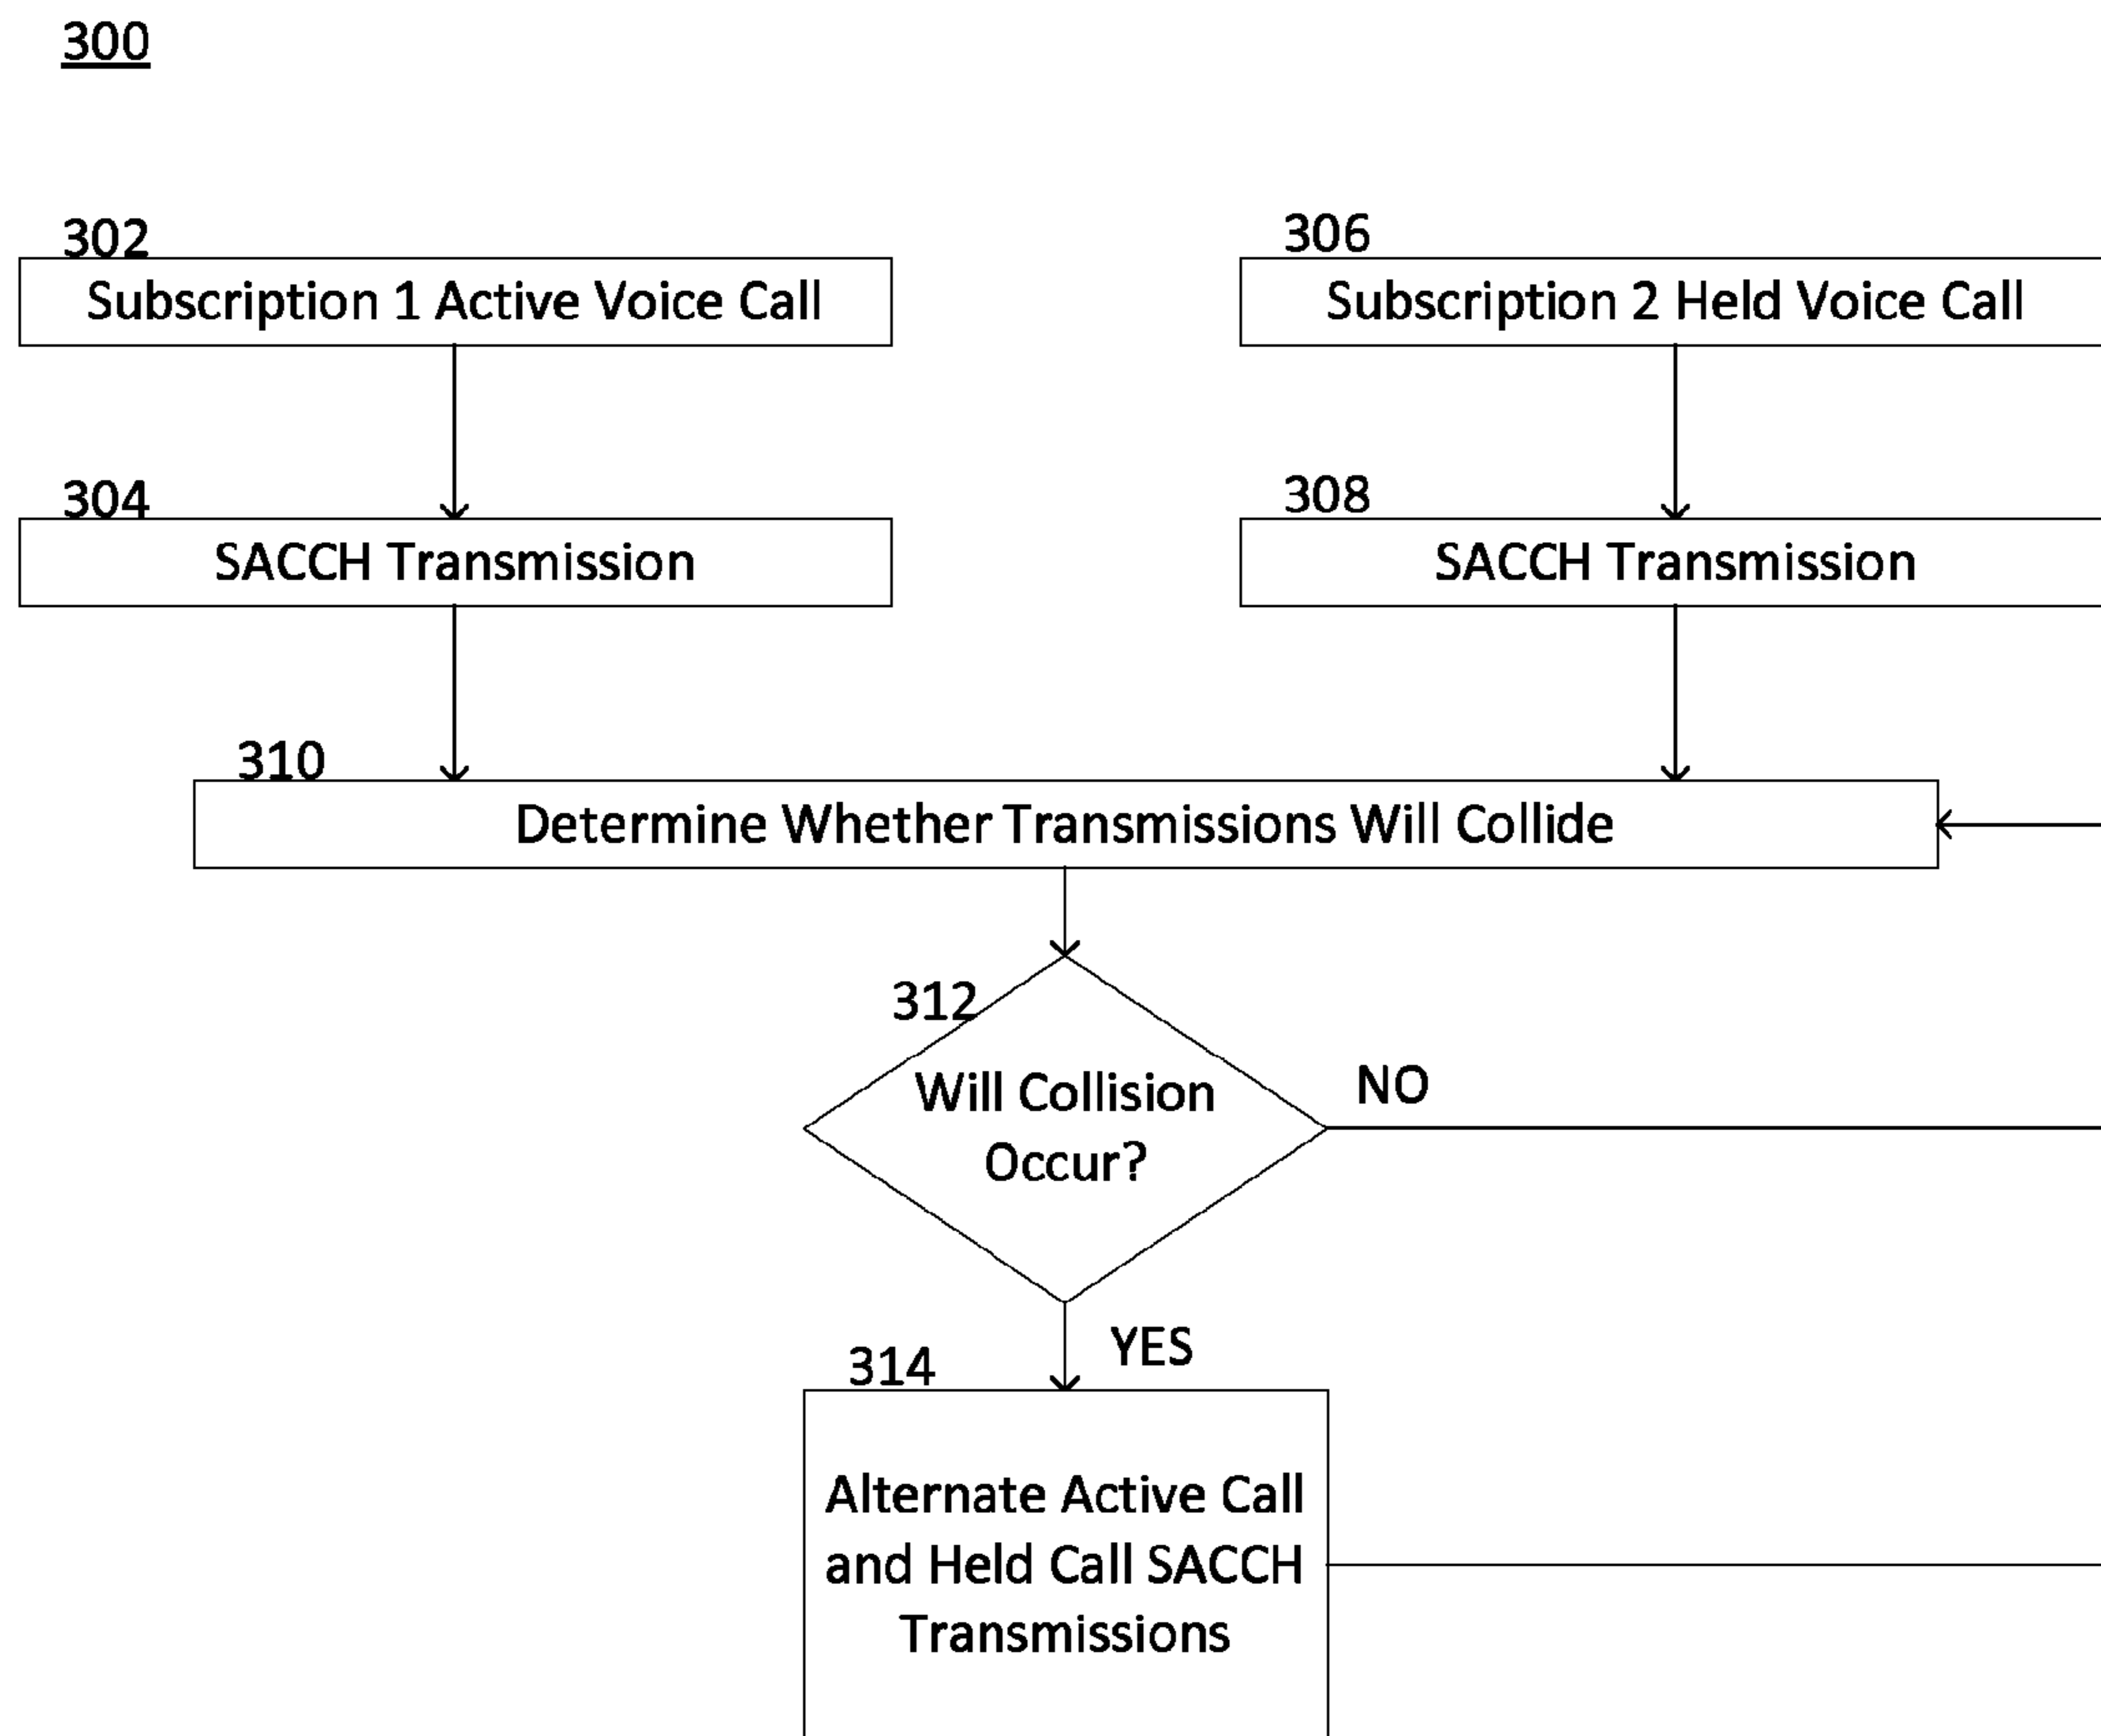 300
302
Subscription 1 Active Voice Call
306
Subscription 2 Held Voice Call
304
SACCH Transmission
308
SACCH Transmission
310
Determine Whether Transmissions Will Collide
312
Will Collision
Occur?
NO
YES
314
Alternate Active Call
and Held Call SACCH
Transmissions